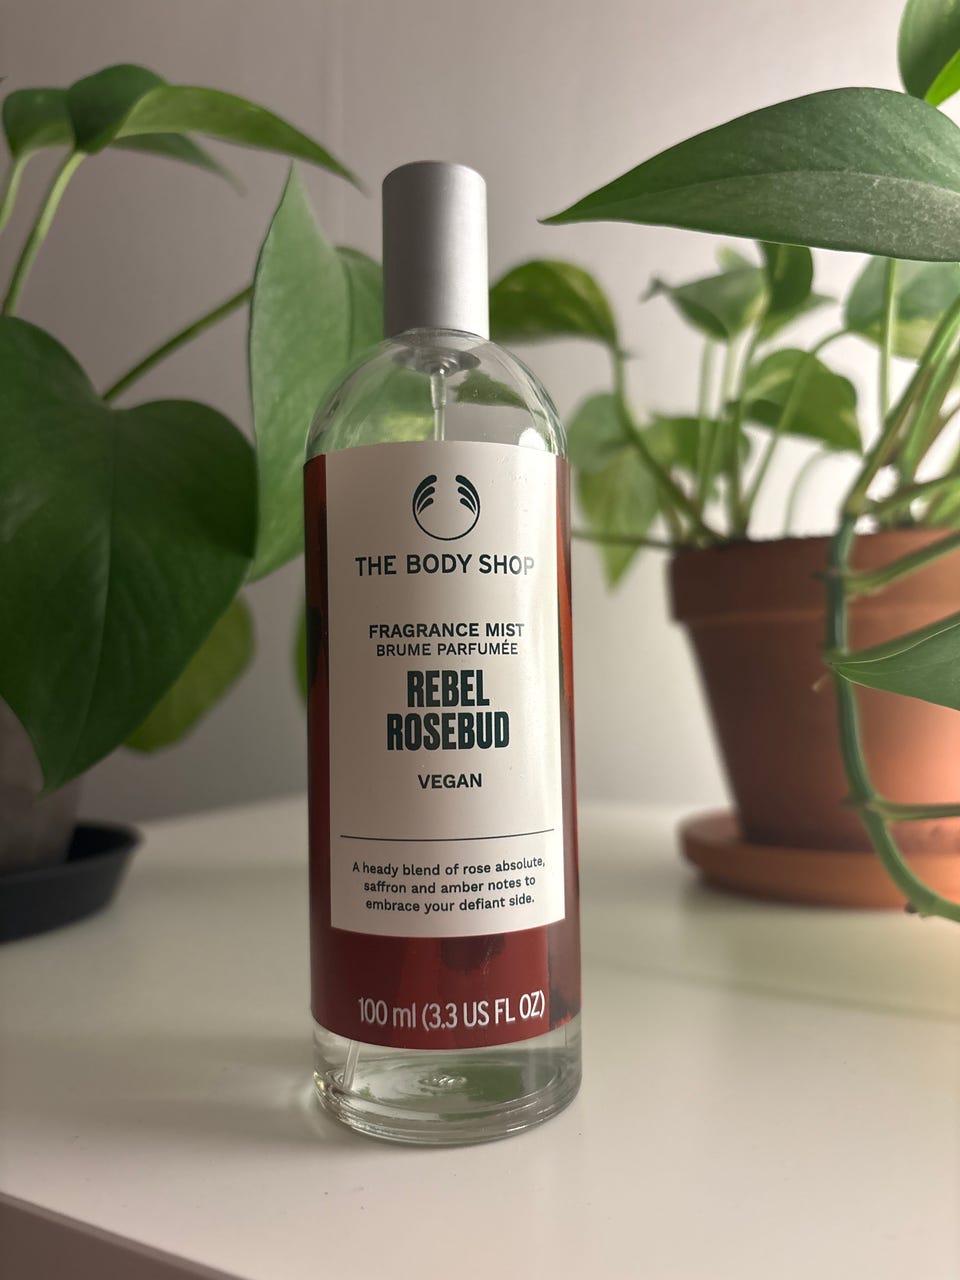 THE BODY SHOP
FRAGRANCE MIST
BRUME PARFUMÉE
REBEL
ROSEBUD
VEGAN
A heady blend of rose absolute,
saffron and amber notes to
embrace your defiant side.
100 ml (3.3 US FL OZ)